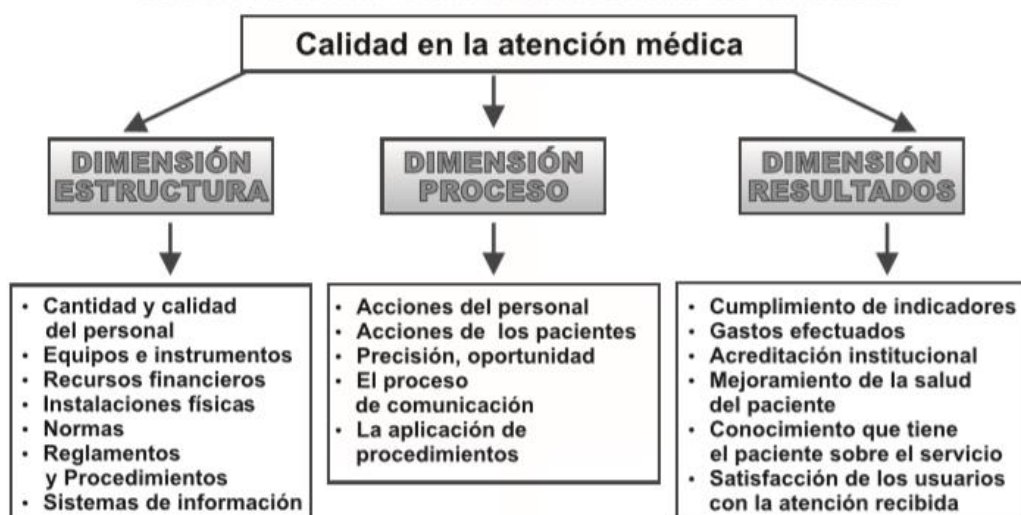 Calidad en la atención médica
DIMENSIÓN
ESTRUCTURA
DIMENSIÓN
PROCESO
DIMENSIÓN
RESULTADOS
· Cantidad y calidad
del personal
· Equipos e instrumentos
· Recursos financieros
· Instalaciones físicas
· Normas
· Reglamentos
y Procedimientos
· Sistemas de información
· Acciones del personal
· Acciones de los pacientes
· Precisión, oportunidad
· El proceso
de comunicación
· La aplicación de
procedimientos
· Cumplimiento de indicadores
· Gastos efectuados
· Acreditación institucional
· Mejoramiento de la salud
del paciente
· Conocimiento que tiene
el paciente sobre el servicio
· Satisfacción de los usuarios
con la atención recibida